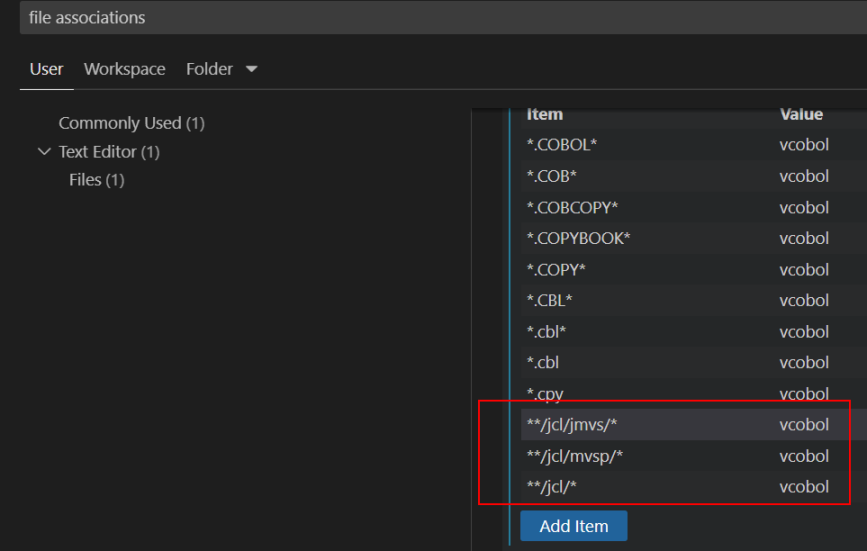 file associations
User Workspace Folder
Commonly Used (1)
Text Editor (1)
Files (1)
Item Value
*.COBOL* vcobol
*.COB* vcobol
*.COBCOPY* vcobol
*.COPYBOOK* vcobol
*.COPY* vcobol
*.CBL* vcobol
*.cbl* vcobol
*.cbl vcobol
*.cpy vcobol
**/jcl/jmvs/* vcobol
**/jcl/mvsp/* vcobol
**/jcl/* vcobol
Add Item